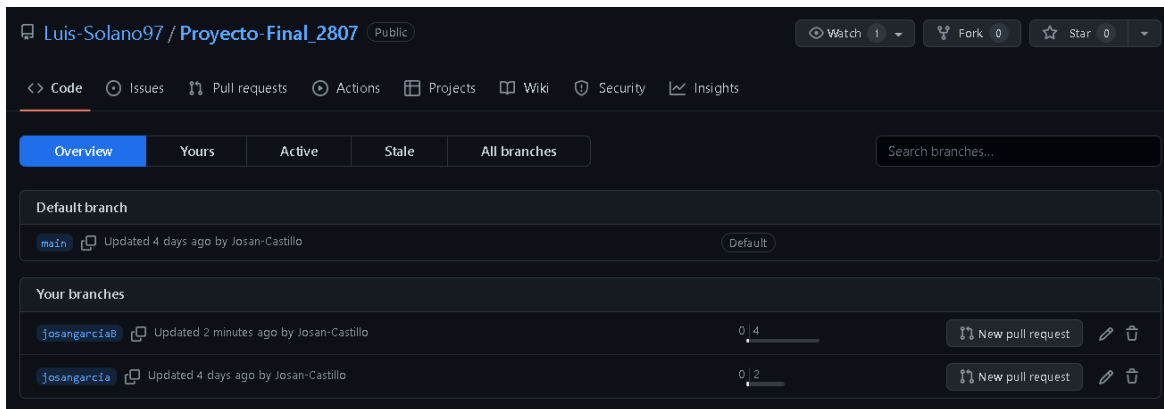 Luis-Solano97 / Proyecto-Final_2807 Public Watch 1 Fork 0 Star 0
<> Code Issues Pull requests Actions Projects Wiki Security Insights
Overview Yours Active Stale All branches Search branches...
Default branch
main Updated 4 days ago by Josan-Castillo Default
Your branches
josangarciaB Updated 2 minutes ago by Josan-Castillo 0|4 New pull request
josangarcia Updated 4 days ago by Josan-Castillo 0|2 New pull request